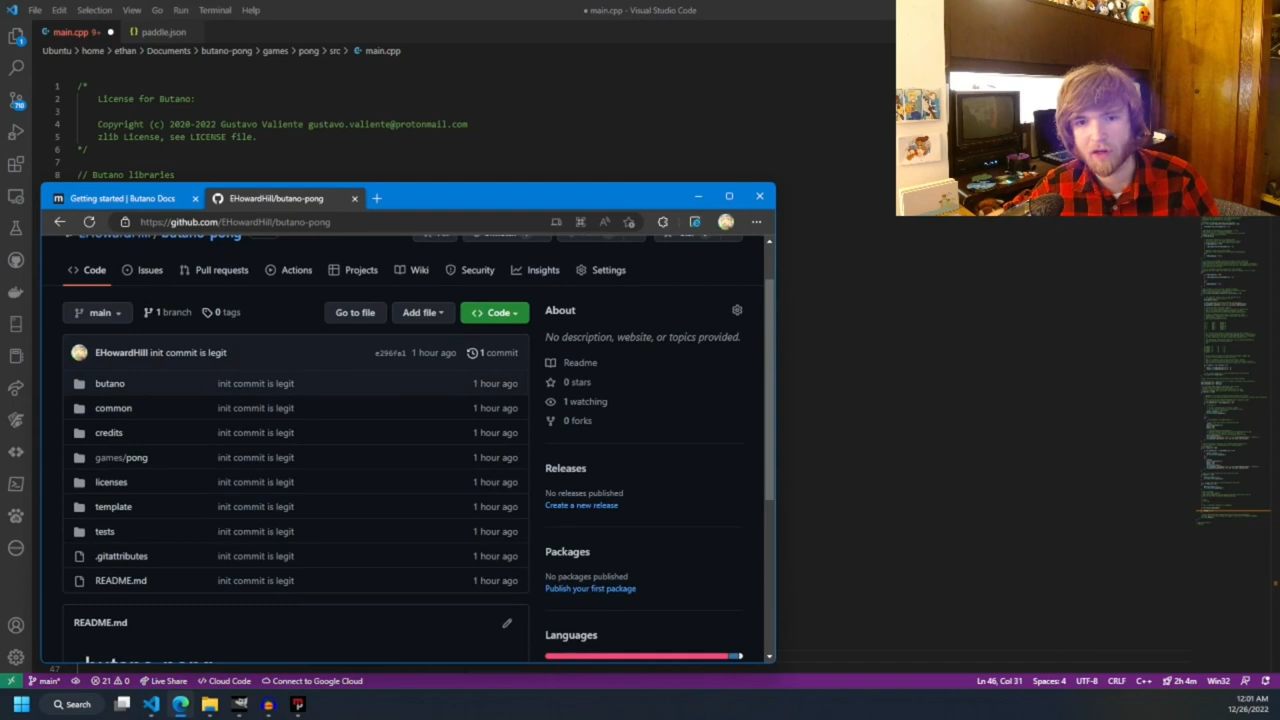 File Edit Selection View Go Run Terminal Help
● main.cpp - Visual Studio Code
main.cpp 9+ ● paddle.json
Ubuntu > home > ethan > Documents > butano-pong > games > pong > src > main.cpp
1 /*
2 License for Butano:
3
4 Copyright (c) 2020-2022 Gustavo Valiente gustavo.valiente@protonmail.com
5 zlib License, see LICENSE file.
6 */
7
8 // Butano libraries
Getting started | Butano Docs
EHowardHill/butano-pong
https://github.com/EHowardHill/butano-pong
EHowardHill / butano-pong
Code Issues Pull requests Actions Projects Wiki Security Insights Settings
main 1 branch 0 tags Go to file Add file Code
EHowardHill init commit is legit e296fa1 1 hour ago 1 commit
butano init commit is legit 1 hour ago
common init commit is legit 1 hour ago
credits init commit is legit 1 hour ago
games/pong init commit is legit 1 hour ago
licenses init commit is legit 1 hour ago
template init commit is legit 1 hour ago
tests init commit is legit 1 hour ago
.gitattributes init commit is legit 1 hour ago
README.md init commit is legit 1 hour ago
README.md
butano-pong
About
No description, website, or topics provided.
Readme
0 stars
1 watching
0 forks
Releases
No releases published
Create a new release
Packages
No packages published
Publish your first package
Languages
47
main* 21 0 Live Share Cloud Code Connect to Google Cloud
Ln 46, Col 31 Spaces: 4 UTF-8 CRLF C++ 2h 4m Win32
Search
12:01 AM
12/26/2022